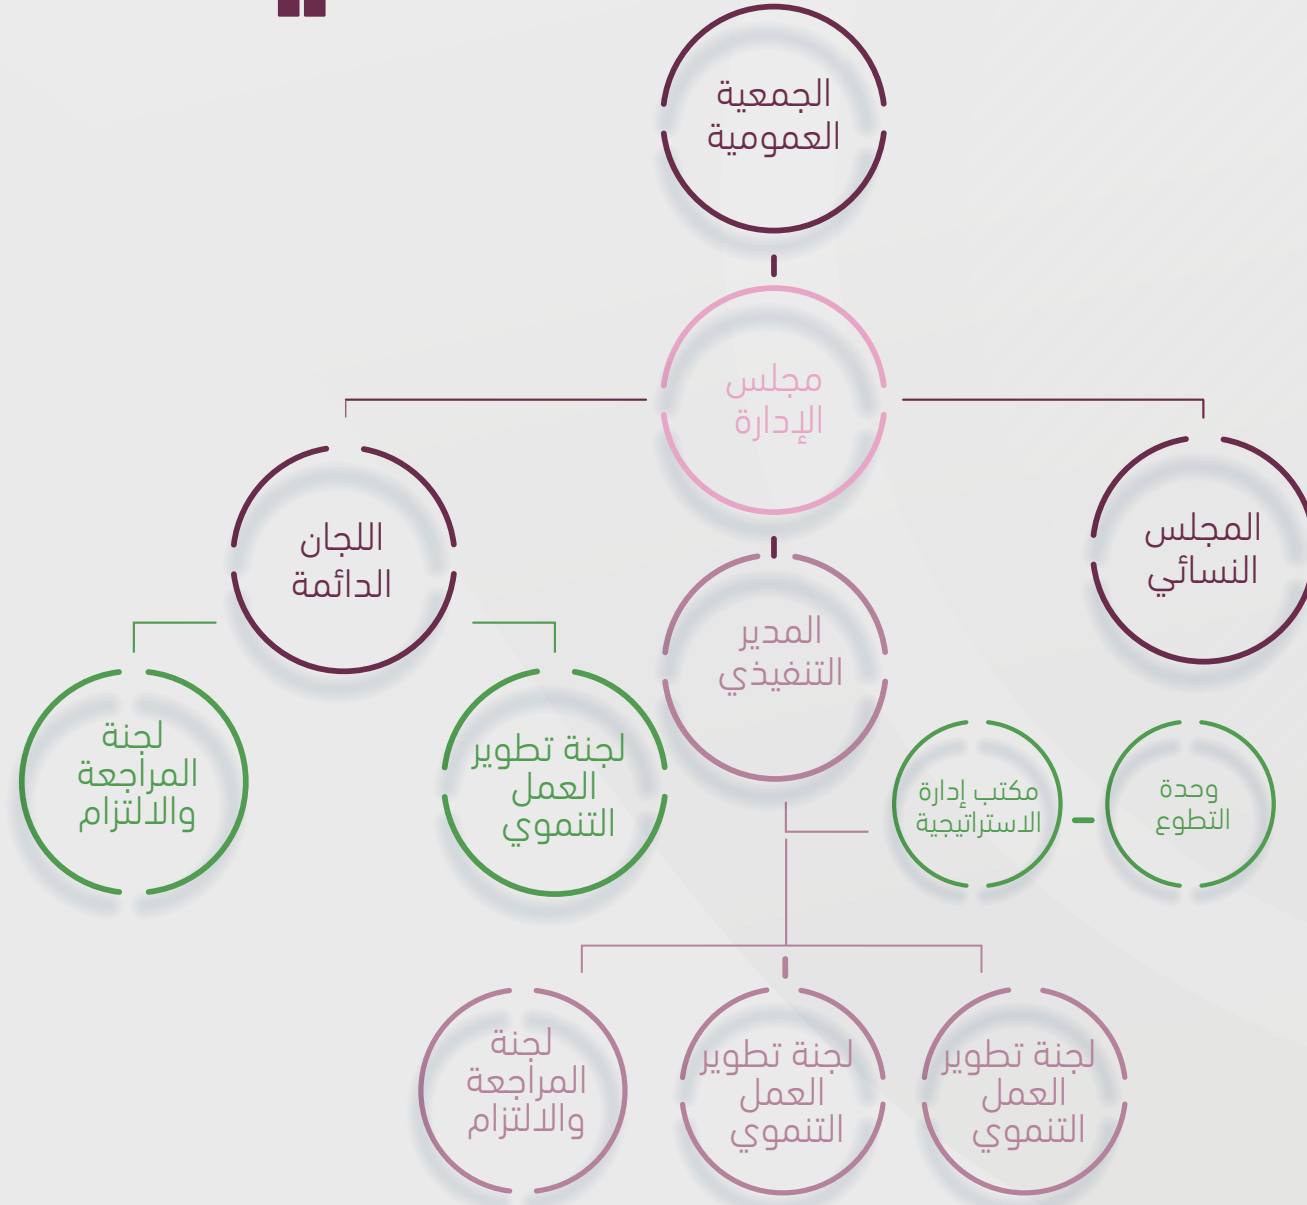 الجمعية
العمومية
مجلس
الإدارة
المجلس
النسائي
اللجان
الدائمة
المدير
التنفيذي
لجنة تطوير
العمل
التنموي
لجنة
المراجعة
والالتزام
وحدة
التطوع
مكتب إدارة
الاستراتيجية
لجنة تطوير
العمل
التنموي
لجنة تطوير
العمل
التنموي
لجنة
المراجعة
والالتزام